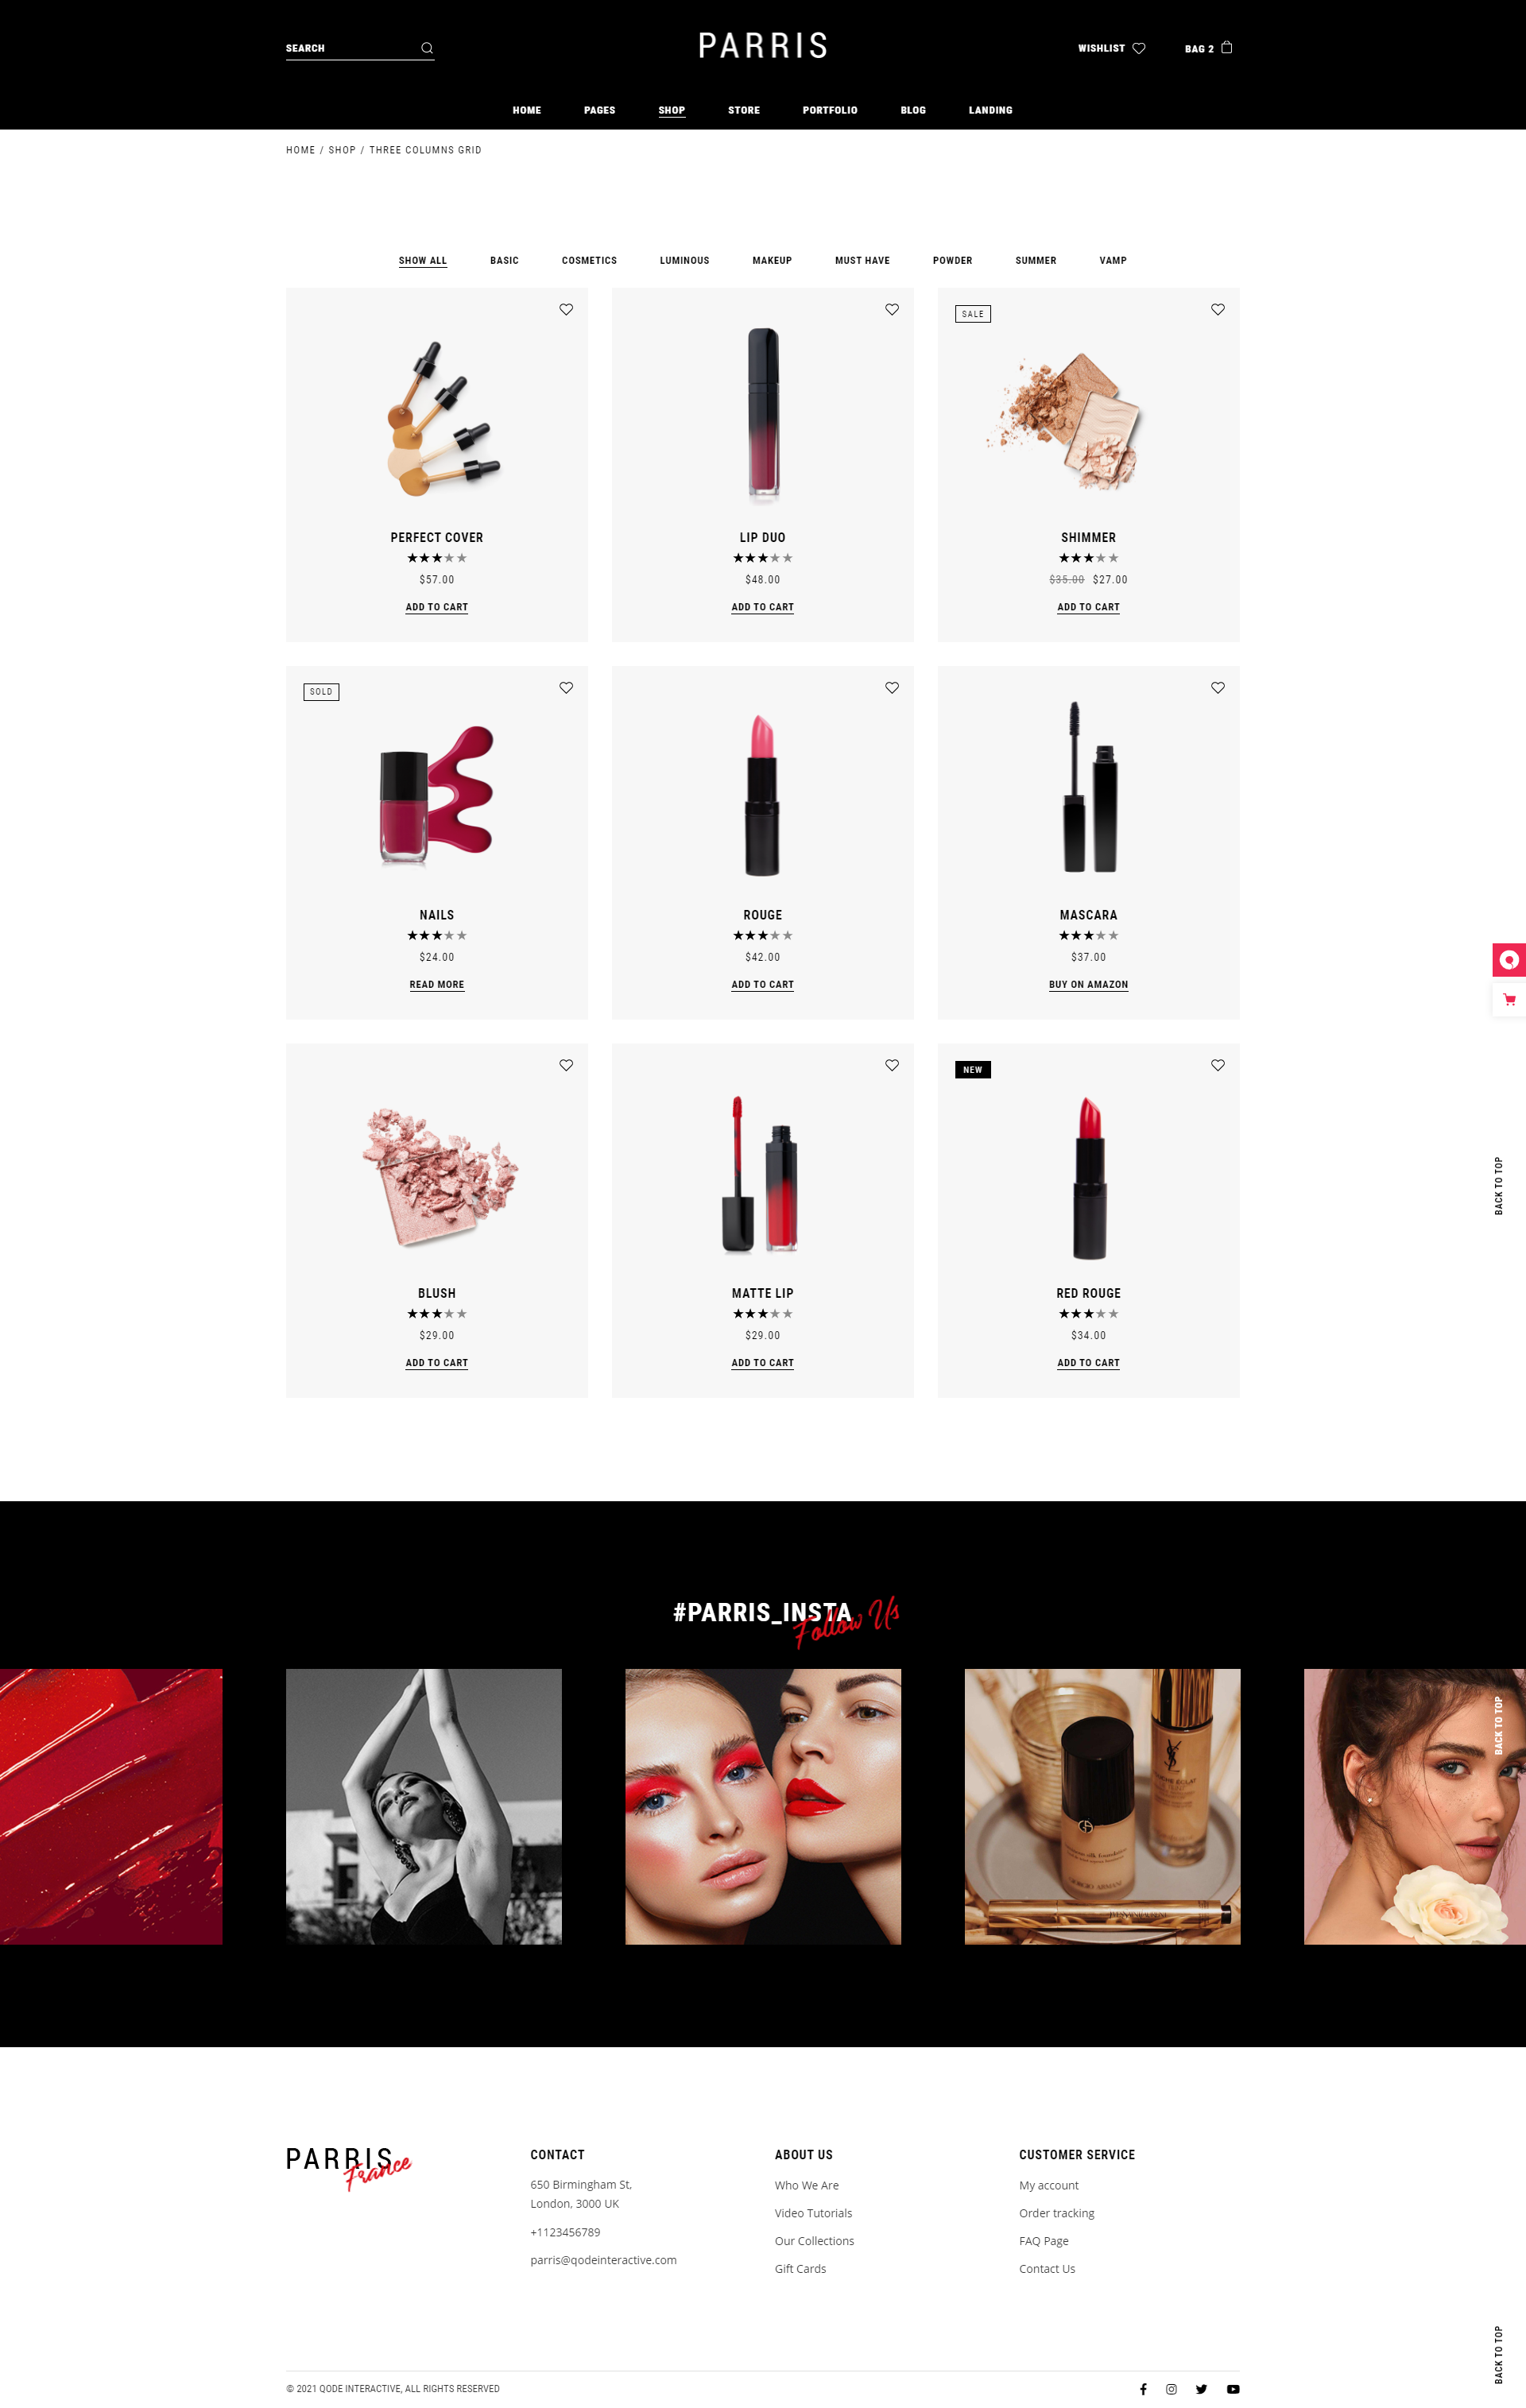 SEARCH
PARRIS
WISHLIST
BAG 2
HOME PAGES SHOP STORE PORTFOLIO BLOG LANDING
HOME / SHOP / THREE COLUMNS GRID
SHOW ALL BASIC COSMETICS LUMINOUS MAKEUP MUST HAVE POWDER SUMMER VAMP
SALE
PERFECT COVER
$57.00
ADD TO CART
LIP DUO
$48.00
ADD TO CART
SHIMMER
$35.00 $27.00
ADD TO CART
SOLD
NAILS
$24.00
READ MORE
ROUGE
$42.00
ADD TO CART
MASCARA
$37.00
BUY ON AMAZON
NEW
BLUSH
$29.00
ADD TO CART
MATTE LIP
$29.00
ADD TO CART
RED ROUGE
$34.00
ADD TO CART
BACK TO TOP
#PARRIS_INSTA
Follow Us
YSL
GIORGIO ARMANI
YVES SAINT LAURENT
BACK TO TOP
PARRIS
France
CONTACT
650 Birmingham St,
London, 3000 UK
+1123456789
parris@qodeinteractive.com
ABOUT US
Who We Are
Video Tutorials
Our Collections
Gift Cards
CUSTOMER SERVICE
My account
Order tracking
FAQ Page
Contact Us
BACK TO TOP
© 2021 QODE INTERACTIVE, ALL RIGHTS RESERVED